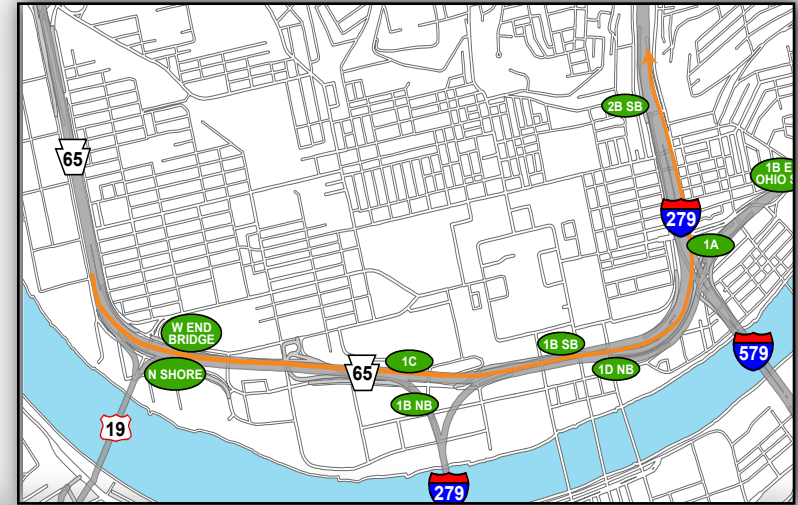 2B SB
65
1B E
OHIO S
279
1A
W END
BRIDGE
N SHORE
65
1C
1B SB
1D NB
579
1B NB
19
279